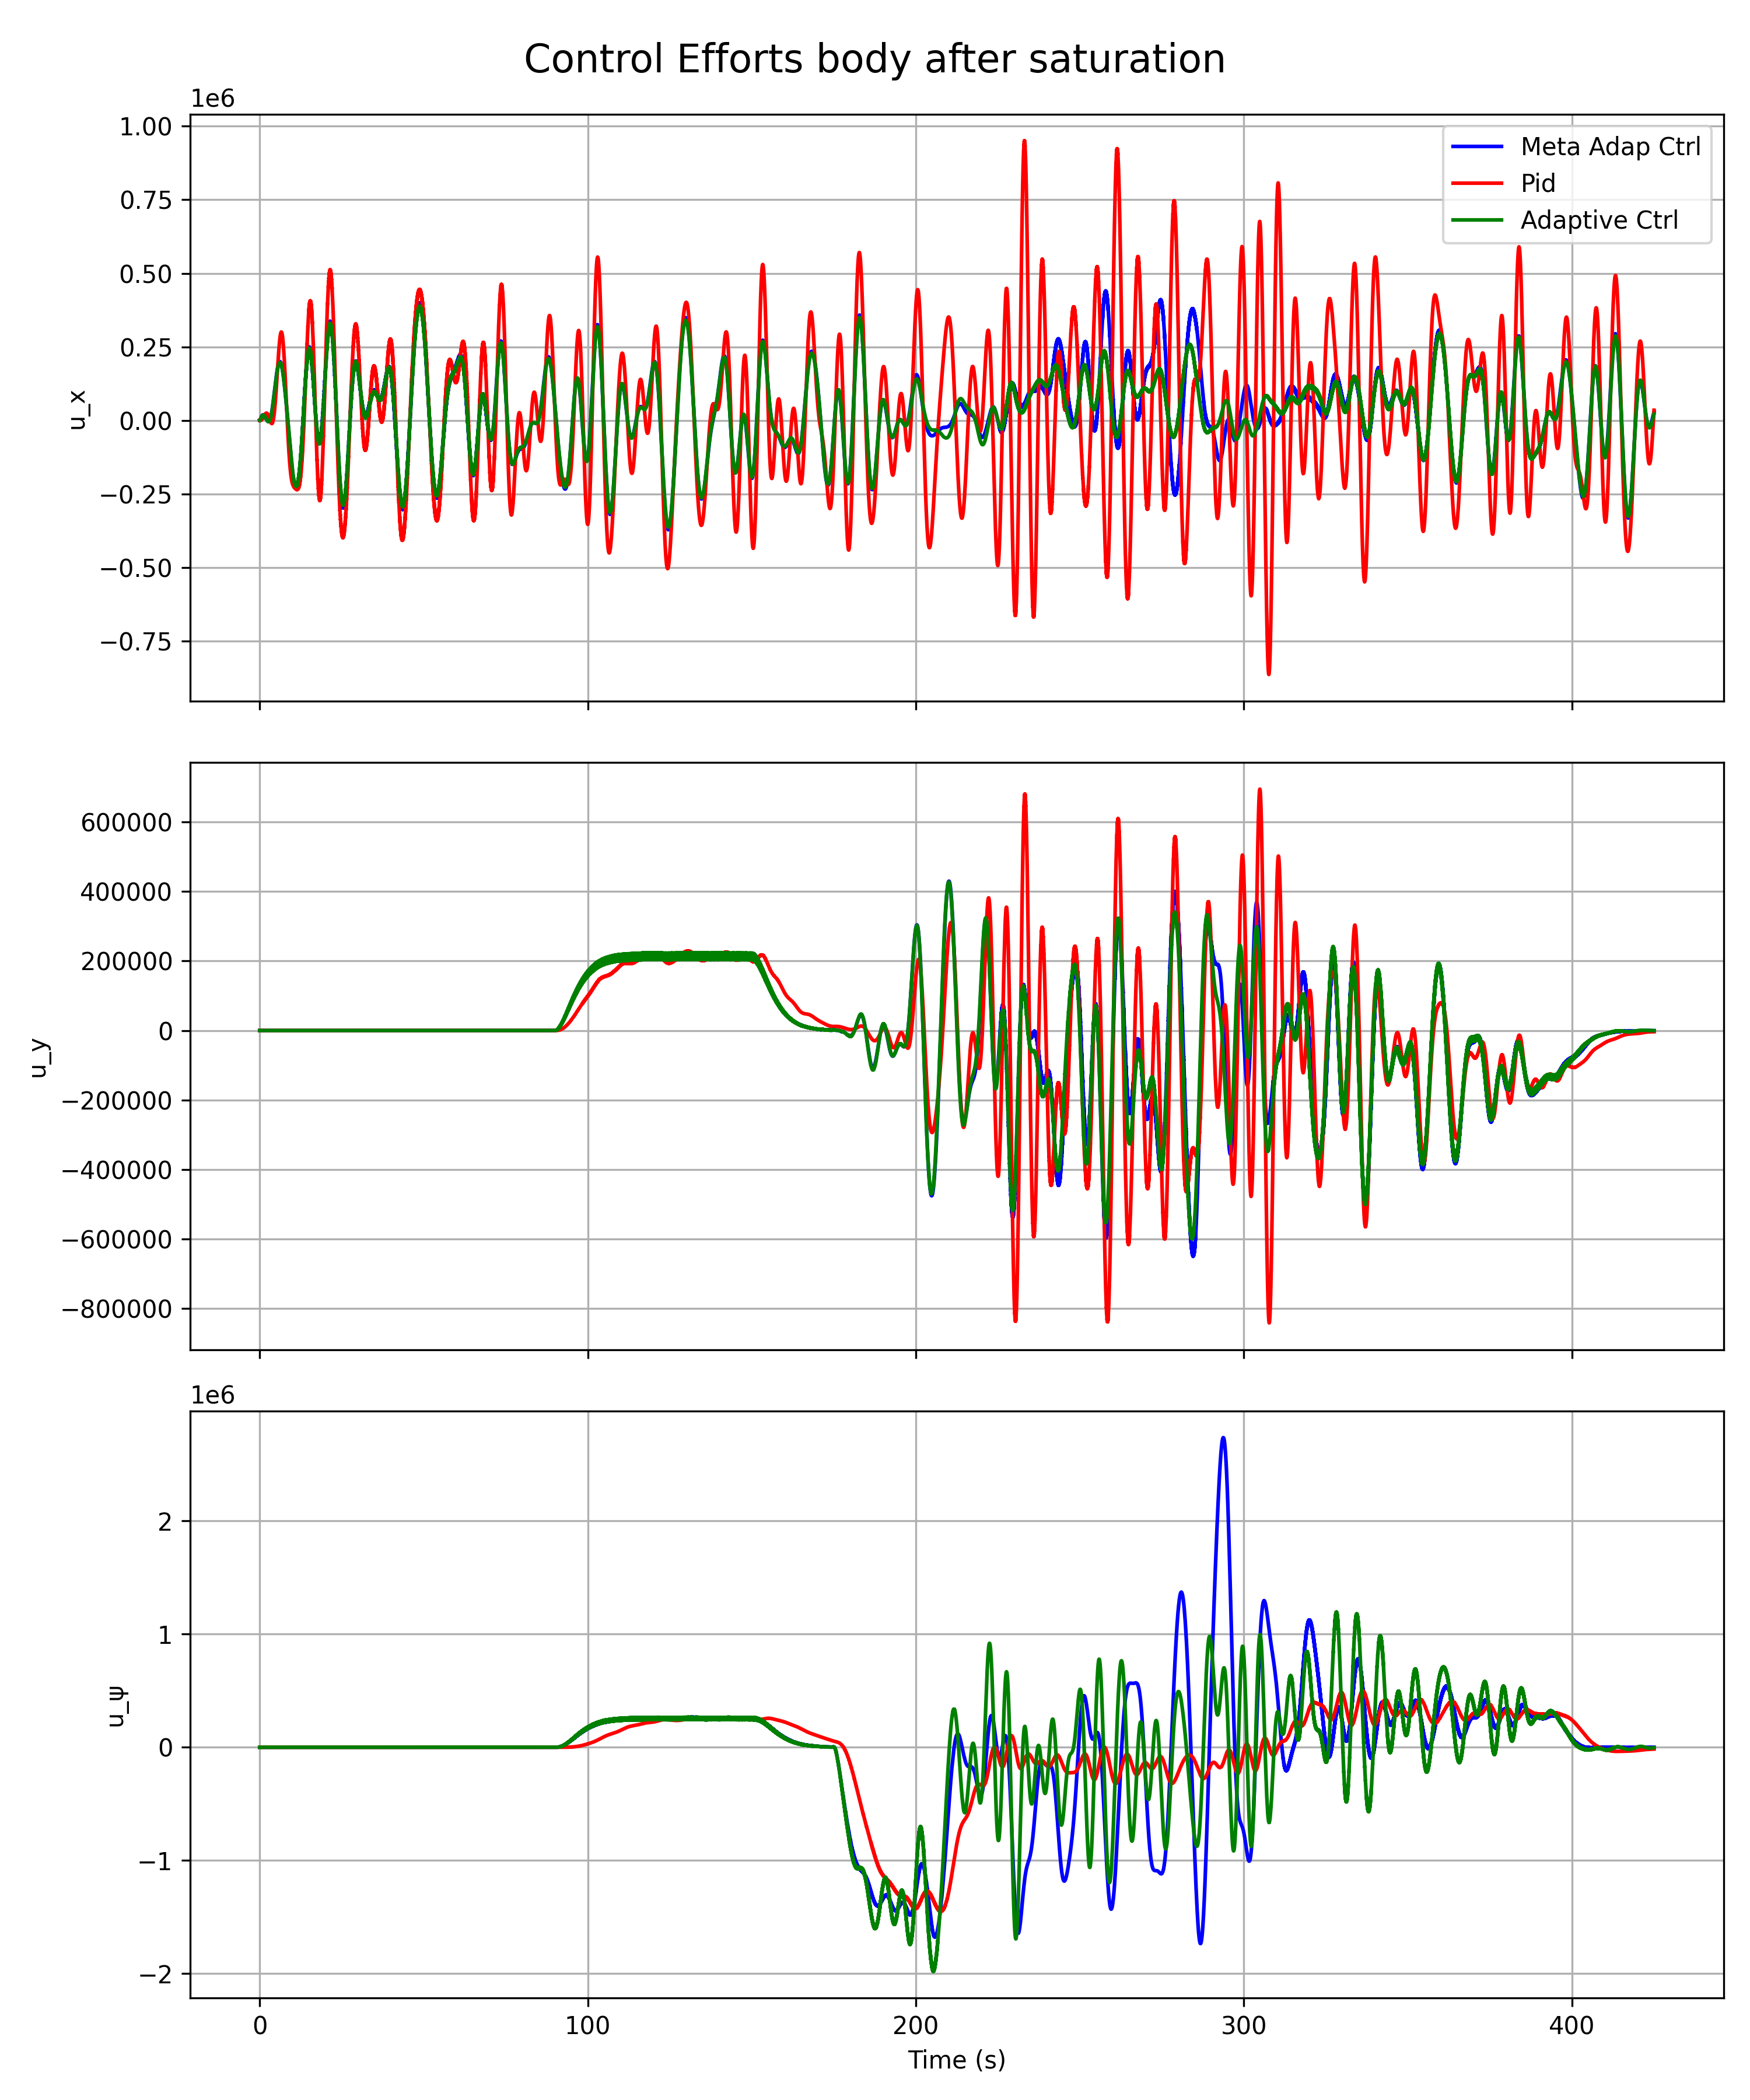 Control Efforts body after saturation
1e6
1.00
0.75
0.50
0.25
0.00
−0.25
−0.50
−0.75
u_x
Meta Adap Ctrl
Pid
Adaptive Ctrl
600000
400000
200000
0
−200000
−400000
−600000
−800000
u_y
1e6
2
1
0
−1
−2
u_ψ
0 100 200 300 400
Time (s)